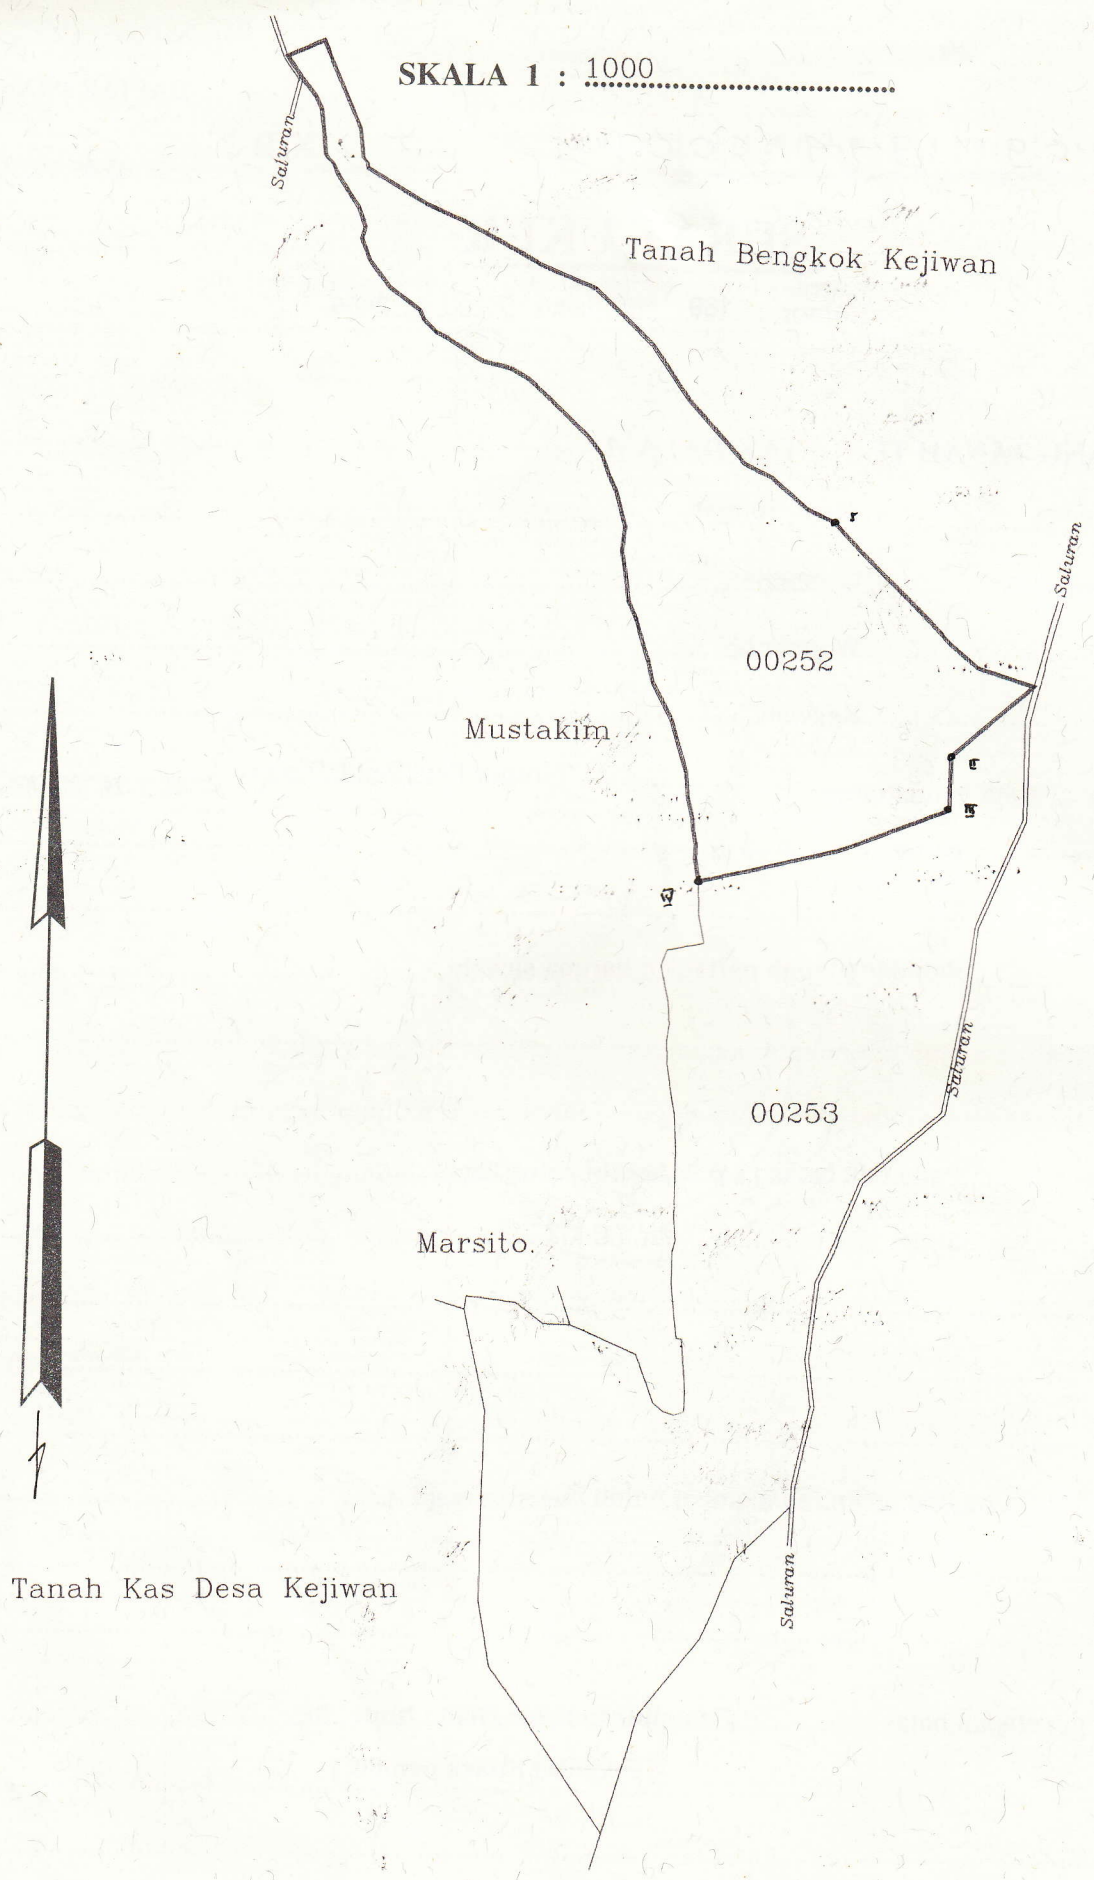 SKALA 1 : 1000
Saluran
Tanah Bengkok Kejiwan
Saluran
00252
Mustakim
Saluran
00253
Marsito.
Saluran
Tanah Kas Desa Kejiwan